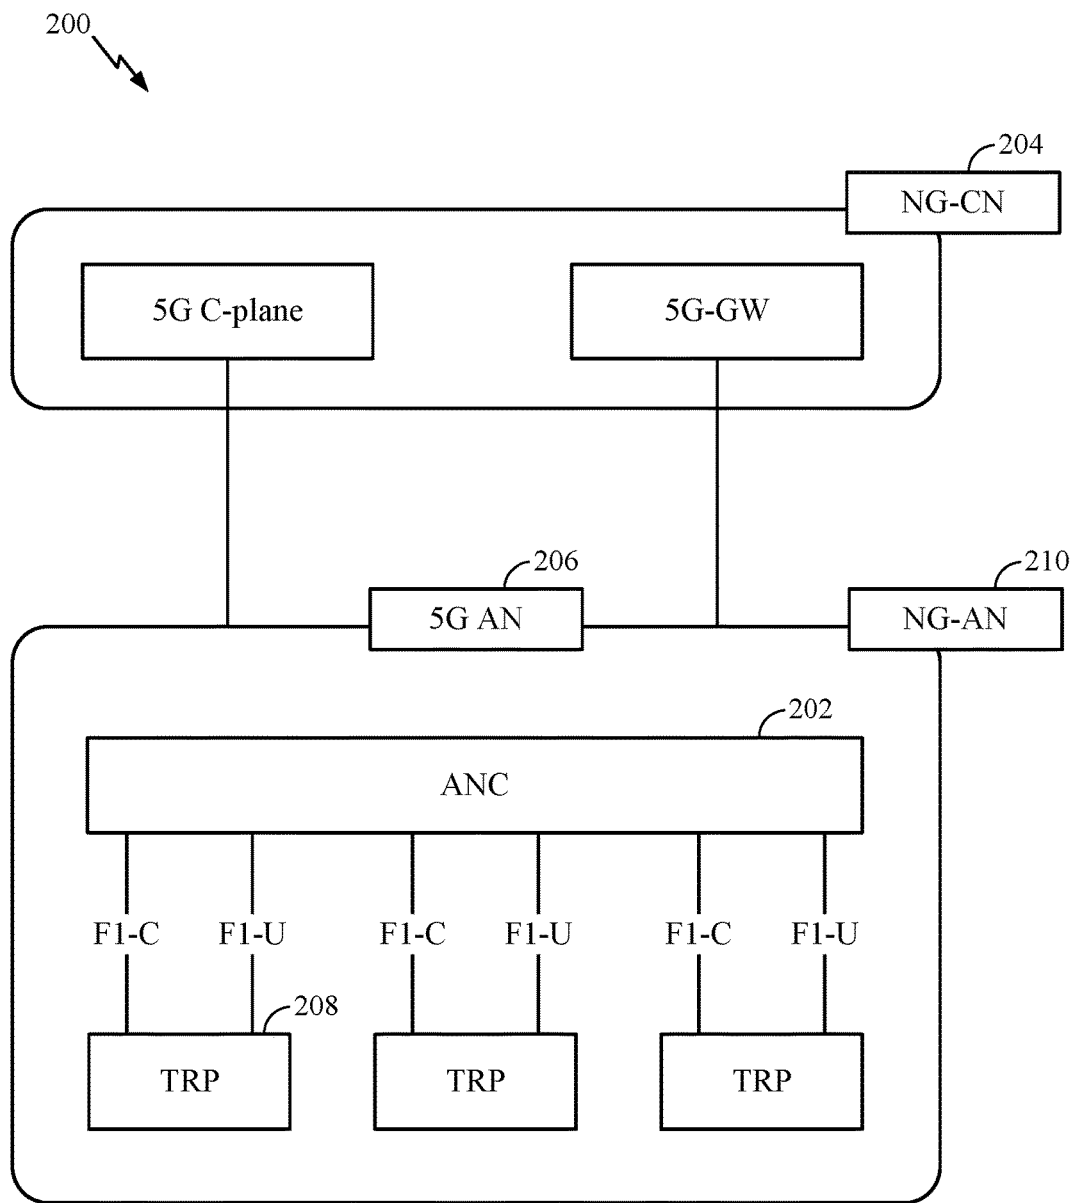 200
204
NG-CN
5G C-plane
5G-GW
206
210
5G AN
NG-AN
202
ANC
F1-C F1-U F1-C F1-U F1-C F1-U
208
TRP TRP TRP